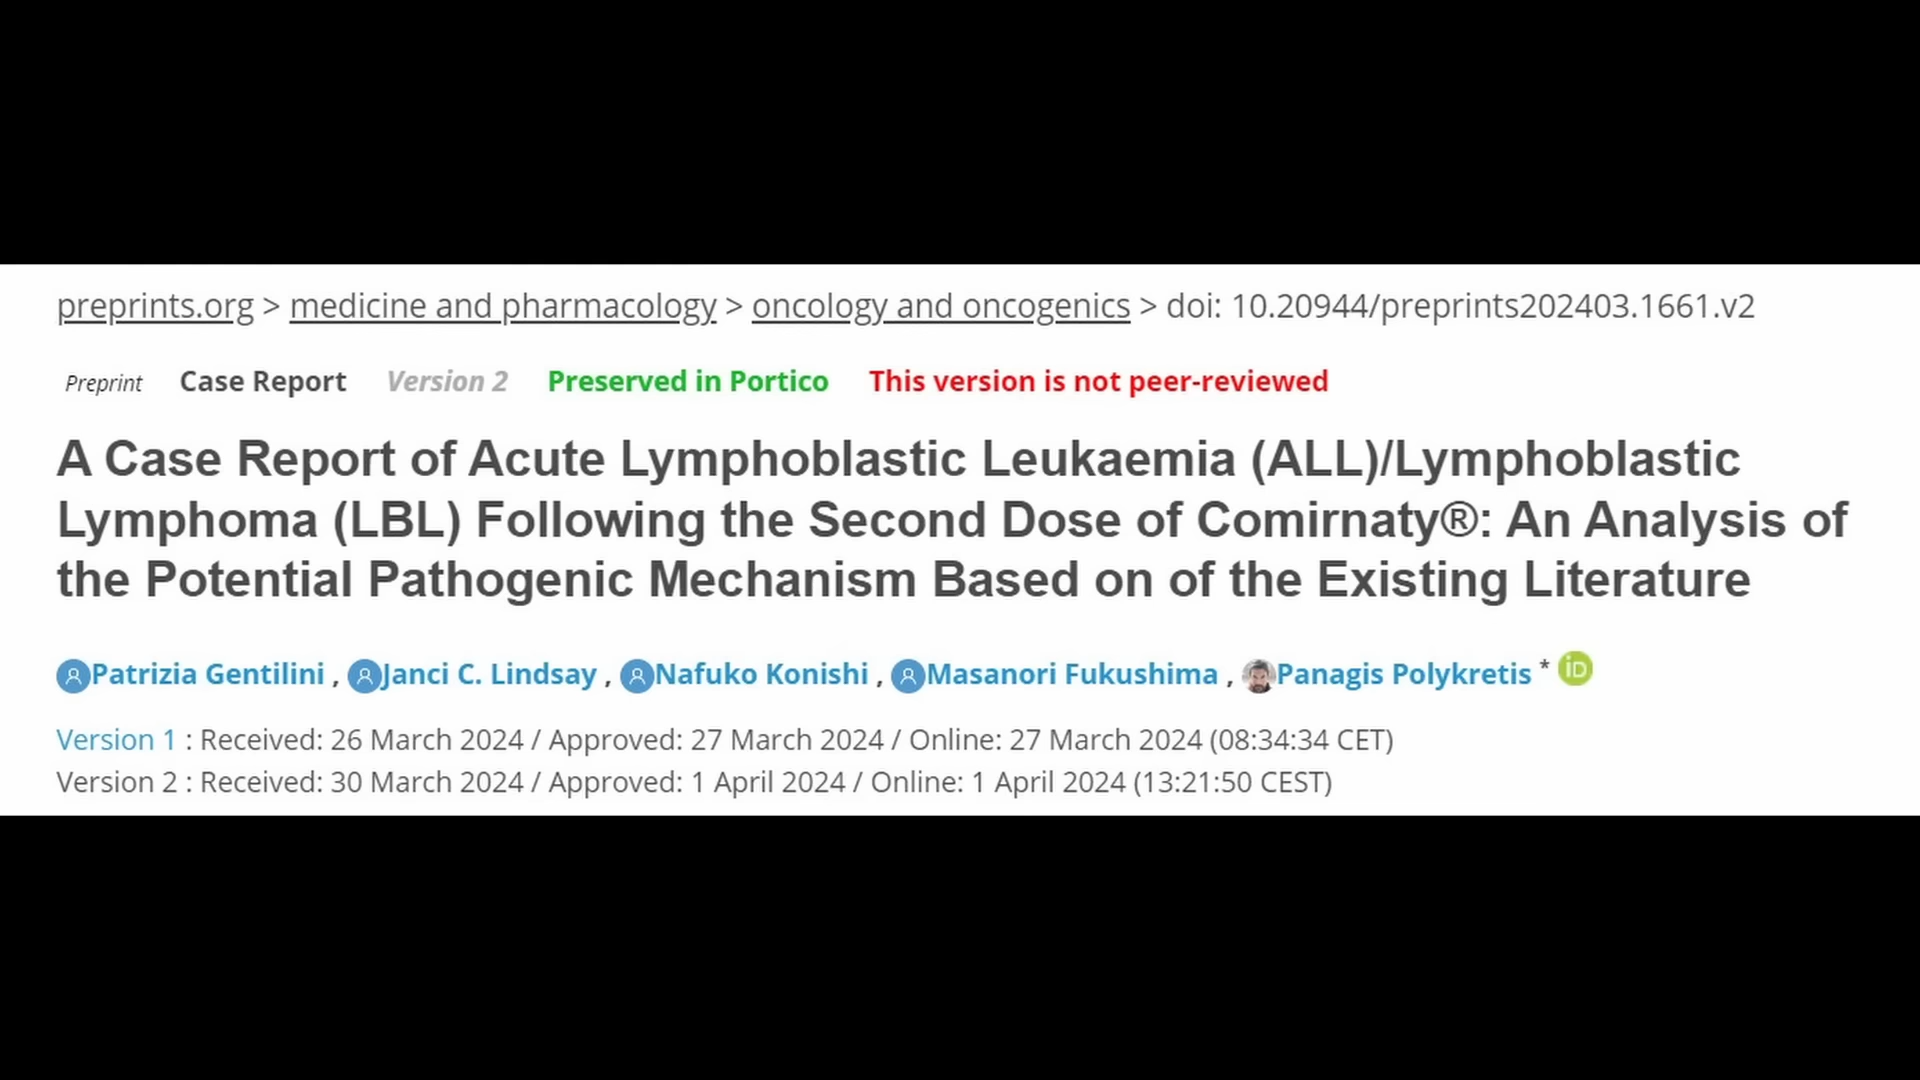 preprints.org > medicine and pharmacology > oncology and oncogenics > doi: 10.20944/preprints202403.1661.v2
Preprint Case Report Version 2 Preserved in Portico This version is not peer-reviewed
A Case Report of Acute Lymphoblastic Leukaemia (ALL)/Lymphoblastic
Lymphoma (LBL) Following the Second Dose of Comirnaty®: An Analysis of
the Potential Pathogenic Mechanism Based on of the Existing Literature
Patrizia Gentilini , Janci C. Lindsay , Nafuko Konishi , Masanori Fukushima , Panagis Polykretis * iD
Version 1 : Received: 26 March 2024 / Approved: 27 March 2024 / Online: 27 March 2024 (08:34:34 CET)
Version 2 : Received: 30 March 2024 / Approved: 1 April 2024 / Online: 1 April 2024 (13:21:50 CEST)